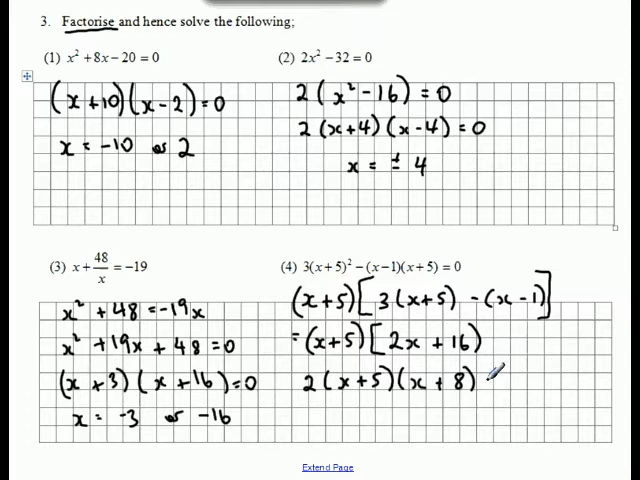 3. Factorise and hence solve the following;
(1) x² + 8x − 20 = 0
(x + 10)(x − 2) = 0
x = −10 or 2
(2) 2x² − 32 = 0
2(x² − 16) = 0
2(x + 4)(x − 4) = 0
x = ± 4
(3) x + 48/x = −19
x² + 48 = −19x
x² + 19x + 48 = 0
(x + 3)(x + 16) = 0
x = −3 or −16
(4) 3(x + 5)² − (x − 1)(x + 5) = 0
(x+5)[3(x+5) − (x − 1)]
= (x+5)[2x + 16)
2(x+5)(x + 8)
Extend Page